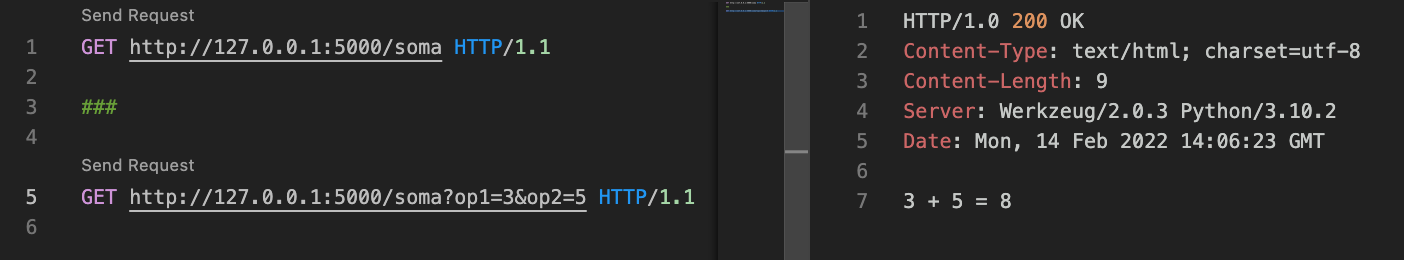 Send Request
1 GET http://127.0.0.1:5000/soma HTTP/1.1
2
3 ###
4
Send Request
5 GET http://127.0.0.1:5000/soma?op1=3&op2=5 HTTP/1.1
6
1 HTTP/1.0 200 OK
2 Content-Type: text/html; charset=utf-8
3 Content-Length: 9
4 Server: Werkzeug/2.0.3 Python/3.10.2
5 Date: Mon, 14 Feb 2022 14:06:23 GMT
6
7 3 + 5 = 8